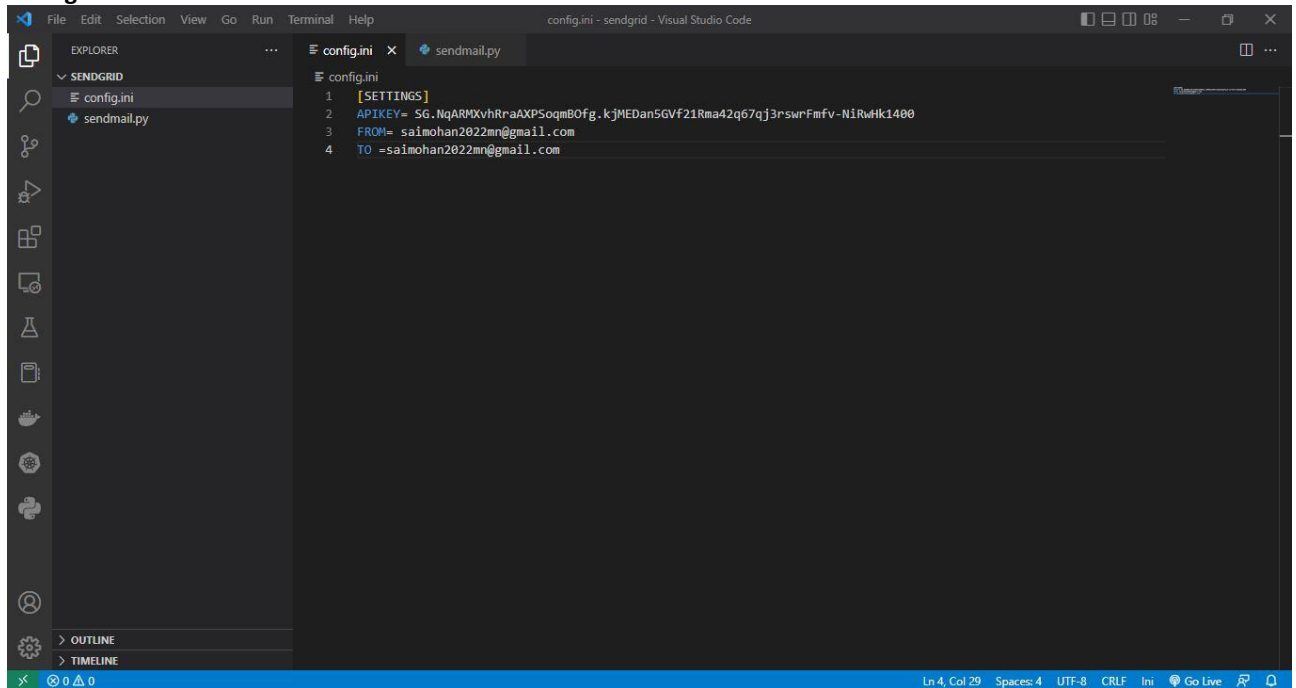 File Edit Selection View Go Run Terminal Help
config.ini - sendgrid - Visual Studio Code
EXPLORER
SENDGRID
config.ini
sendmail.py
config.ini
sendmail.py
config.ini
1 [SETTINGS]
2 APIKEY= 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
3 FROM= saimohan2022mn@gmail.com
4 TO =saimohan2022mn@gmail.com
OUTLINE
TIMELINE
0 0 Ln 4, Col 29 Spaces: 4 UTF-8 CRLF Ini Go Live